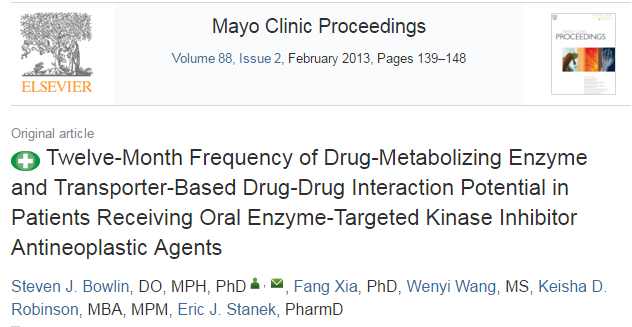 Mayo Clinic Proceedings
Volume 88, Issue 2, February 2013, Pages 139–148
ELSEVIER
PROCEEDINGS
Original article
Twelve-Month Frequency of Drug-Metabolizing Enzyme
and Transporter-Based Drug-Drug Interaction Potential in
Patients Receiving Oral Enzyme-Targeted Kinase Inhibitor
Antineoplastic Agents
Steven J. Bowlin, DO, MPH, PhD , , Fang Xia, PhD, Wenyi Wang, MS, Keisha D.
Robinson, MBA, MPM, Eric J. Stanek, PharmD